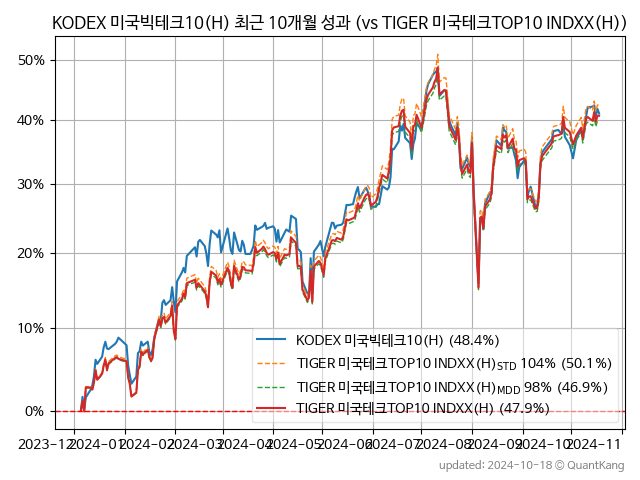 KODEX 미국빅테크10(H) 최근 10개월 성과 (vs TIGER 미국테크TOP10 INDXX(H))
50%
40%
30%
20%
10%
0%
KODEX 미국빅테크10(H) (48.4%)
TIGER 미국테크TOP10 INDXX(H)STD 104% (50.1%)
TIGER 미국테크TOP10 INDXX(H)MDD 98% (46.9%)
TIGER 미국테크TOP10 INDXX(H) (47.9%)
2023-12 2024-01 2024-02 2024-03 2024-04 2024-05 2024-06 2024-07 2024-08 2024-09 2024-10 2024-11
updated: 2024-10-18 © QuantKang